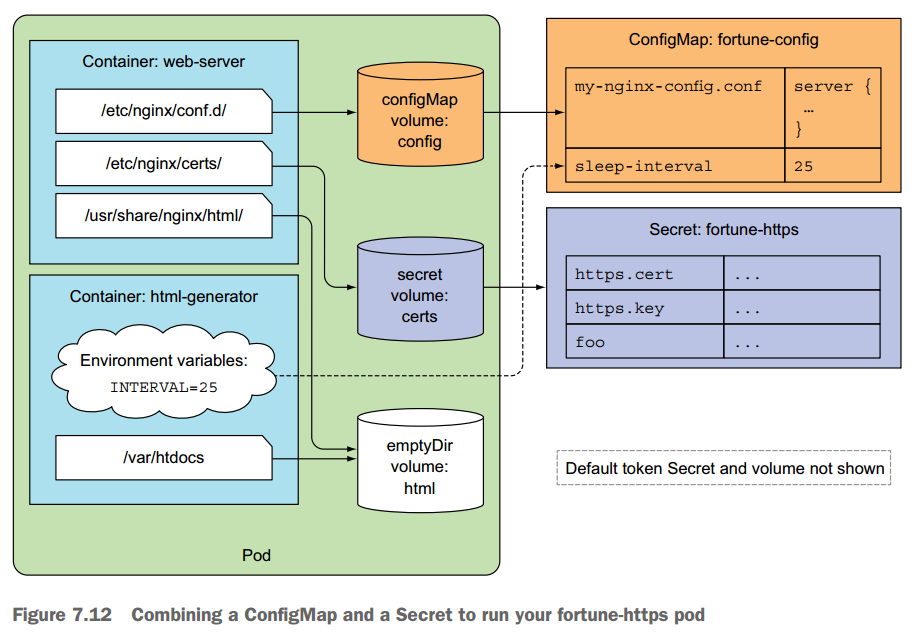 Container: web-server
/etc/nginx/conf.d/
/etc/nginx/certs/
/usr/share/nginx/html/
Container: html-generator
Environment variables:
INTERVAL=25
/var/htdocs
configMap
volume:
config
secret
volume:
certs
emptyDir
volume:
html
Pod
ConfigMap: fortune-config
my-nginx-config.conf
server {
…
}
sleep-interval
25
Secret: fortune-https
https.cert
...
https.key
...
foo
...
Default token Secret and volume not shown
Figure 7.12 Combining a ConfigMap and a Secret to run your fortune-https pod